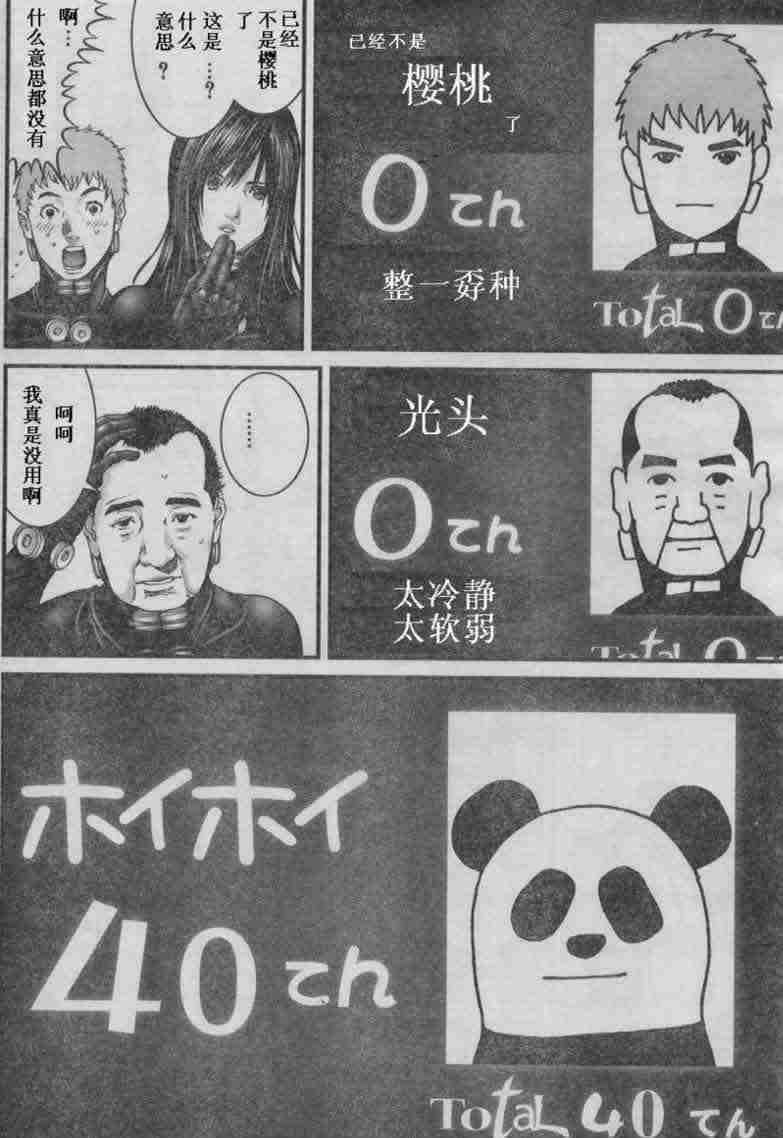 已经不是
樱桃
了
0てん
整一孬种
Total 0てん
已经
不是樱桃
了
这是…?
什么
意思？
啊…
什么意思都没有
光头
0てん
太冷静
太软弱
Total 0
……
呵呵
我真是没用啊
ホイホイ
40てん
Total 40てん